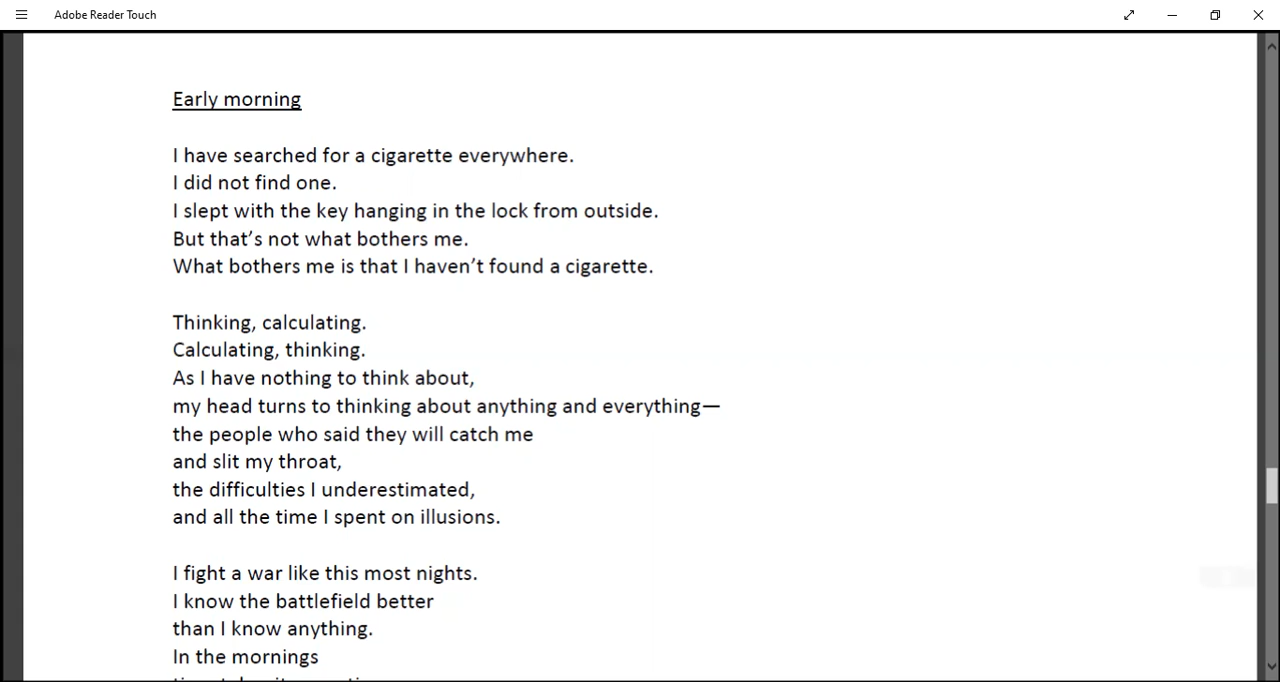 Adobe Reader Touch
Early morning
I have searched for a cigarette everywhere.
I did not find one.
I slept with the key hanging in the lock from outside.
But that’s not what bothers me.
What bothers me is that I haven’t found a cigarette.
Thinking, calculating.
Calculating, thinking.
As I have nothing to think about,
my head turns to thinking about anything and everything—
the people who said they will catch me
and slit my throat,
the difficulties I underestimated,
and all the time I spent on illusions.
I fight a war like this most nights.
I know the battlefield better
than I know anything.
In the mornings